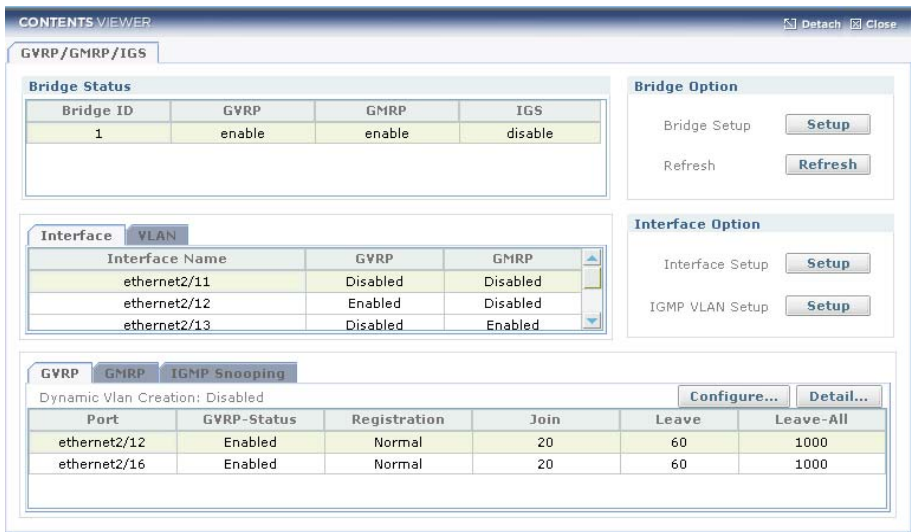 CONTENTS VIEWER
Detach Close
GVRP/GMRP/IGS
Bridge Status
Bridge ID GVRP GMRP IGS
1 enable enable disable
Bridge Option
Bridge Setup Setup
Refresh Refresh
Interface VLAN
Interface Name GVRP GMRP
ethernet2/11 Disabled Disabled
ethernet2/12 Enabled Disabled
ethernet2/13 Disabled Enabled
Interface Option
Interface Setup Setup
IGMP VLAN Setup Setup
GVRP GMRP IGMP Snooping
Dynamic Vlan Creation: Disabled Configure... Detail...
Port GVRP-Status Registration Join Leave Leave-All
ethernet2/12 Enabled Normal 20 60 1000
ethernet2/16 Enabled Normal 20 60 1000